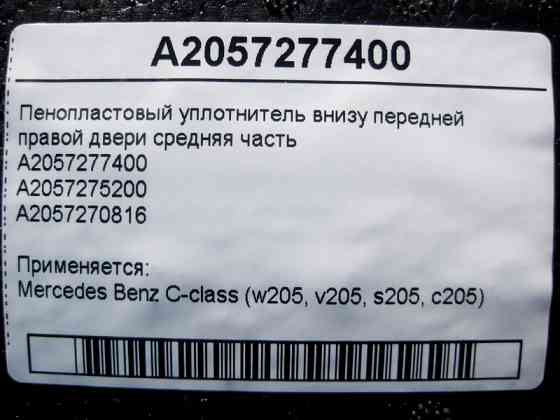 A2057277400
Пенопластовый уплотнитель внизу передней
правой двери средняя часть
A2057277400
A2057275200
A2057270816
Применяется:
Mercedes Benz C-class (w205, v205, s205, c205)